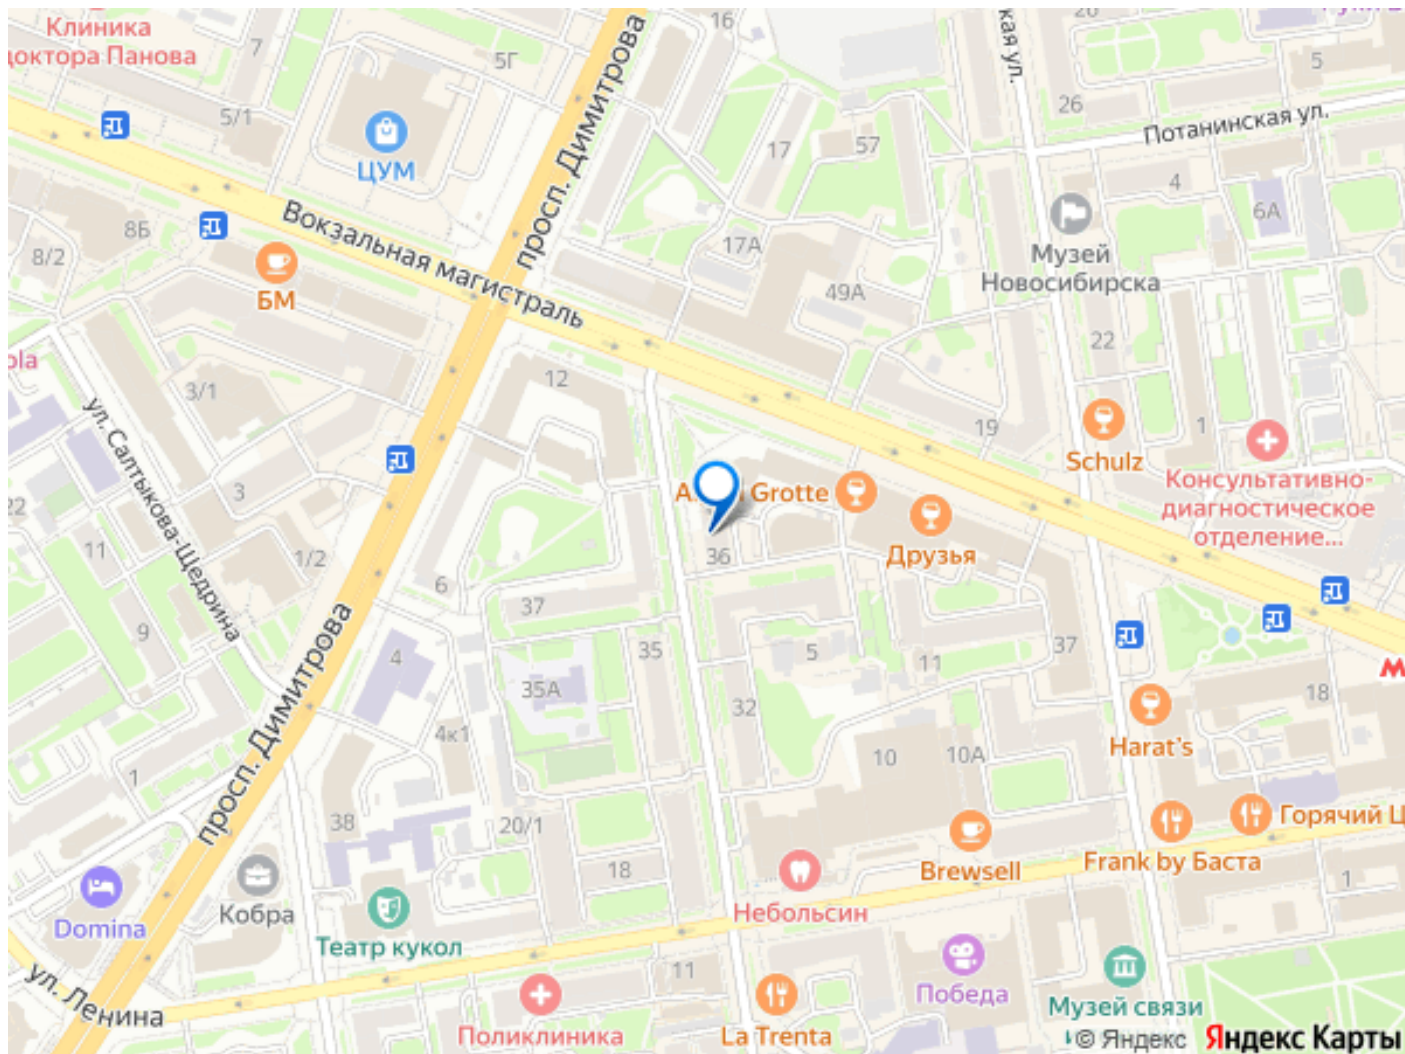 Клиника
доктора Панова
7
5Г
16
5/1
ЦУМ
просп. Димитрова
17
57
26
5
Потанинская ул.
4
6А
Музей
Новосибирска
8Б
8/2
БМ
Вокзальная магистраль
17А
49А
22
3/1
12
19
1
Schulz
ул. Салтыкова-Щедрина
Консультативно-
диагностическое
отделение...
3
11
1/2
Grotte
Друзья
36
6
37
9
4
35
5
11
37
35А
18
32
4к1
10
10А
Harat's
1
просп. Димитрова
38
20/1
18
Brewsell
Frank by Баста
Горячий Ц
1
Небольсин
Domina
Кобра
Театр кукол
ул. Ленина
11
Победа
Музей связи
Поликлиника
La Trenta
© Яндекс Яндекс Карты